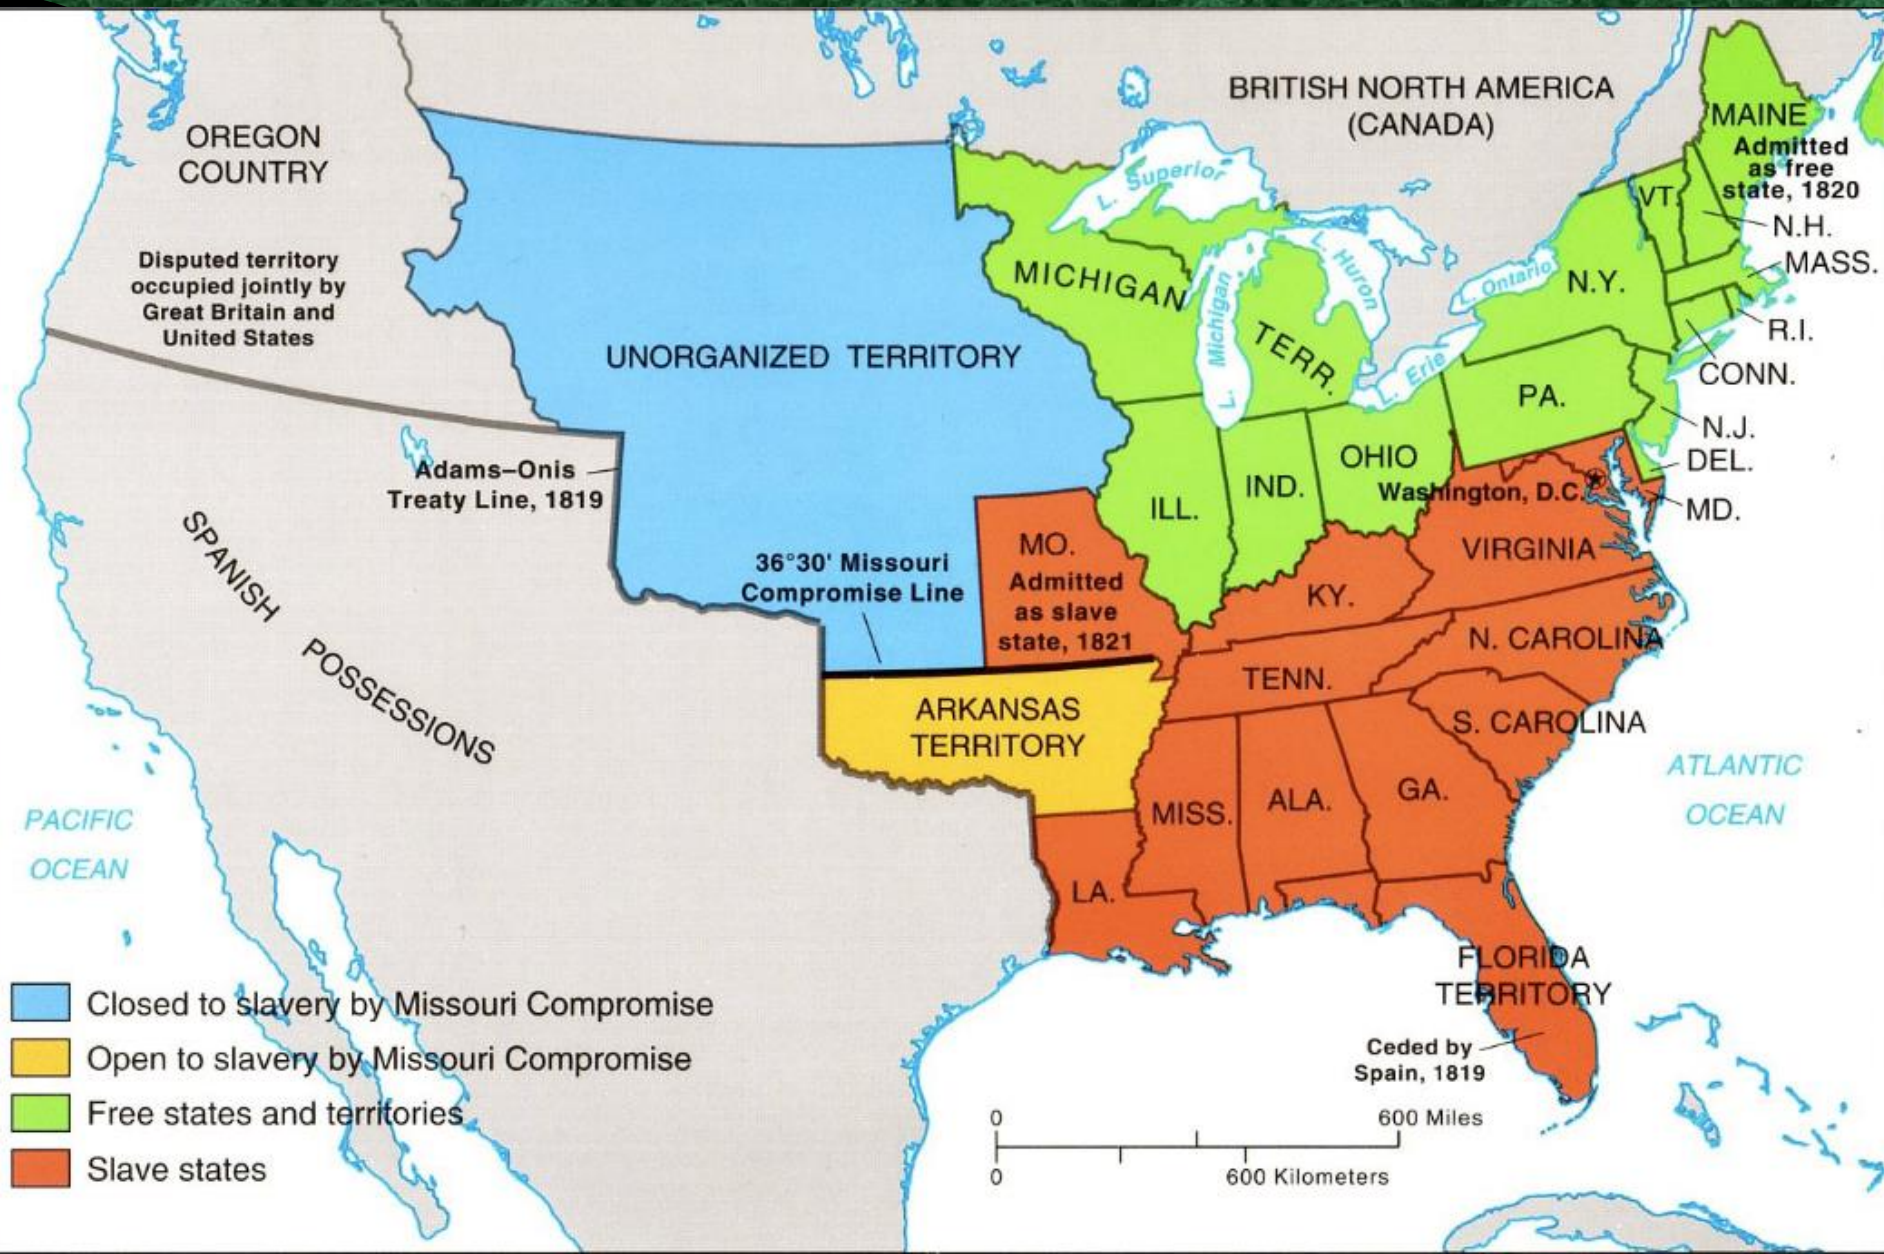 BRITISH NORTH AMERICA
(CANADA)
OREGON
COUNTRY
Disputed territory
occupied jointly by
Great Britain and
United States
MAINE
Admitted
as free
state, 1820
VT.
N.H.
MASS.
R.I.
CONN.
N.Y.
PA.
N.J.
DEL.
MD.
L. Superior
L. Michigan
L. Huron
L. Ontario
L. Erie
MICHIGAN
TERR.
UNORGANIZED TERRITORY
OHIO
IND.
ILL.
Washington, D.C.
Adams–Onis
Treaty Line, 1819
36°30' Missouri
Compromise Line
MO.
Admitted
as slave
state, 1821
VIRGINIA
KY.
N. CAROLINA
TENN.
S. CAROLINA
SPANISH POSSESSIONS
ARKANSAS
TERRITORY
MISS.
ALA.
GA.
LA.
ATLANTIC
OCEAN
PACIFIC
OCEAN
FLORIDA
TERRITORY
Ceded by
Spain, 1819
Closed to slavery by Missouri Compromise
Open to slavery by Missouri Compromise
Free states and territories
Slave states
0 600 Miles
0 600 Kilometers